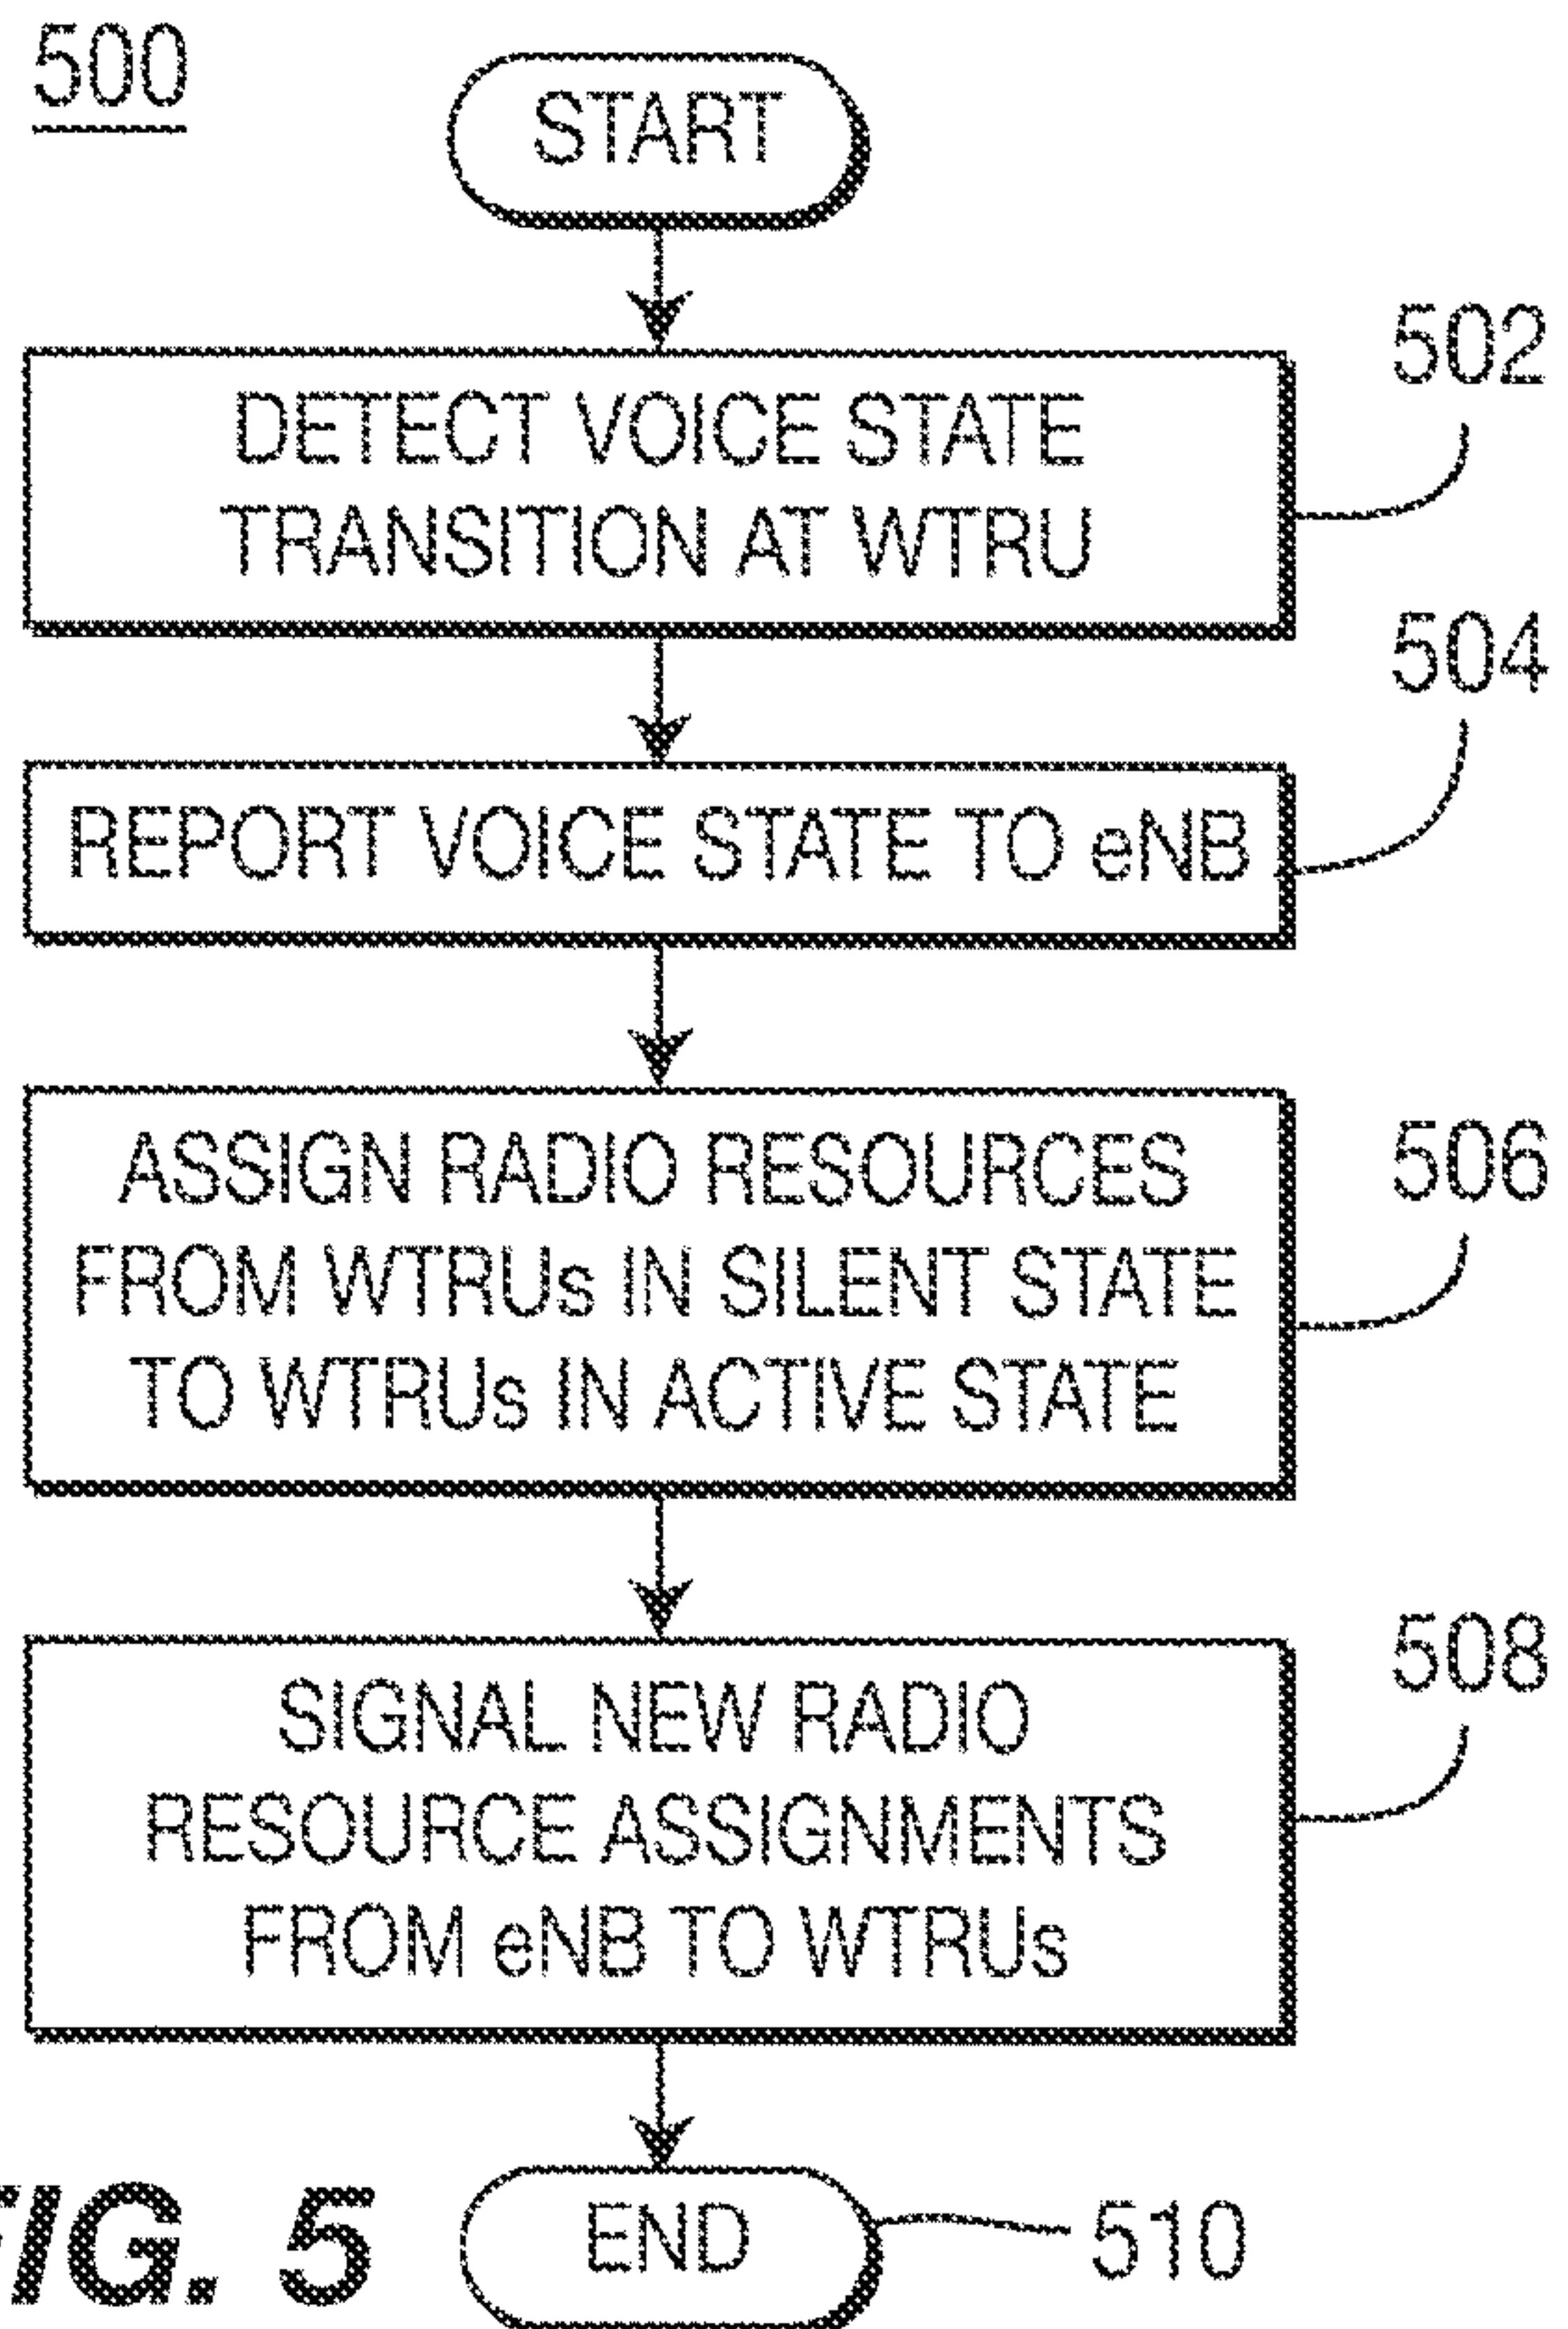 500
START
502
DETECT VOICE STATE
TRANSITION AT WTRU
504
REPORT VOICE STATE TO eNB
506
ASSIGN RADIO RESOURCES
FROM WTRUs IN SILENT STATE
TO WTRUs IN ACTIVE STATE
508
SIGNAL NEW RADIO
RESOURCE ASSIGNMENTS
FROM eNB TO WTRUs
FIG. 5
END
510